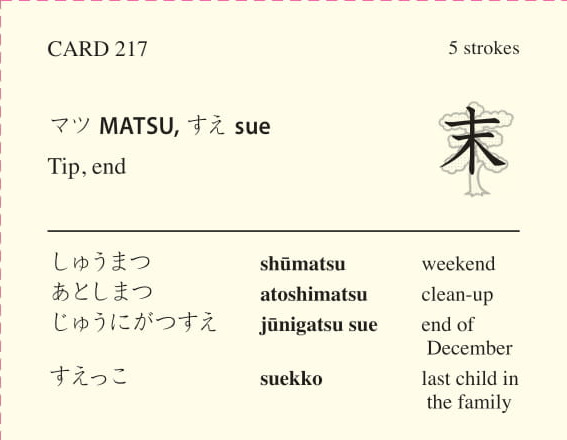 CARD 217 5 strokes
マツ MATSU, すえ sue 末
Tip, end
しゅうまつ shūmatsu weekend
あとしまつ atoshimatsu clean-up
じゅうにがつすえ jūnigatsu sue end of
December
すえっこ suekko last child in
the family